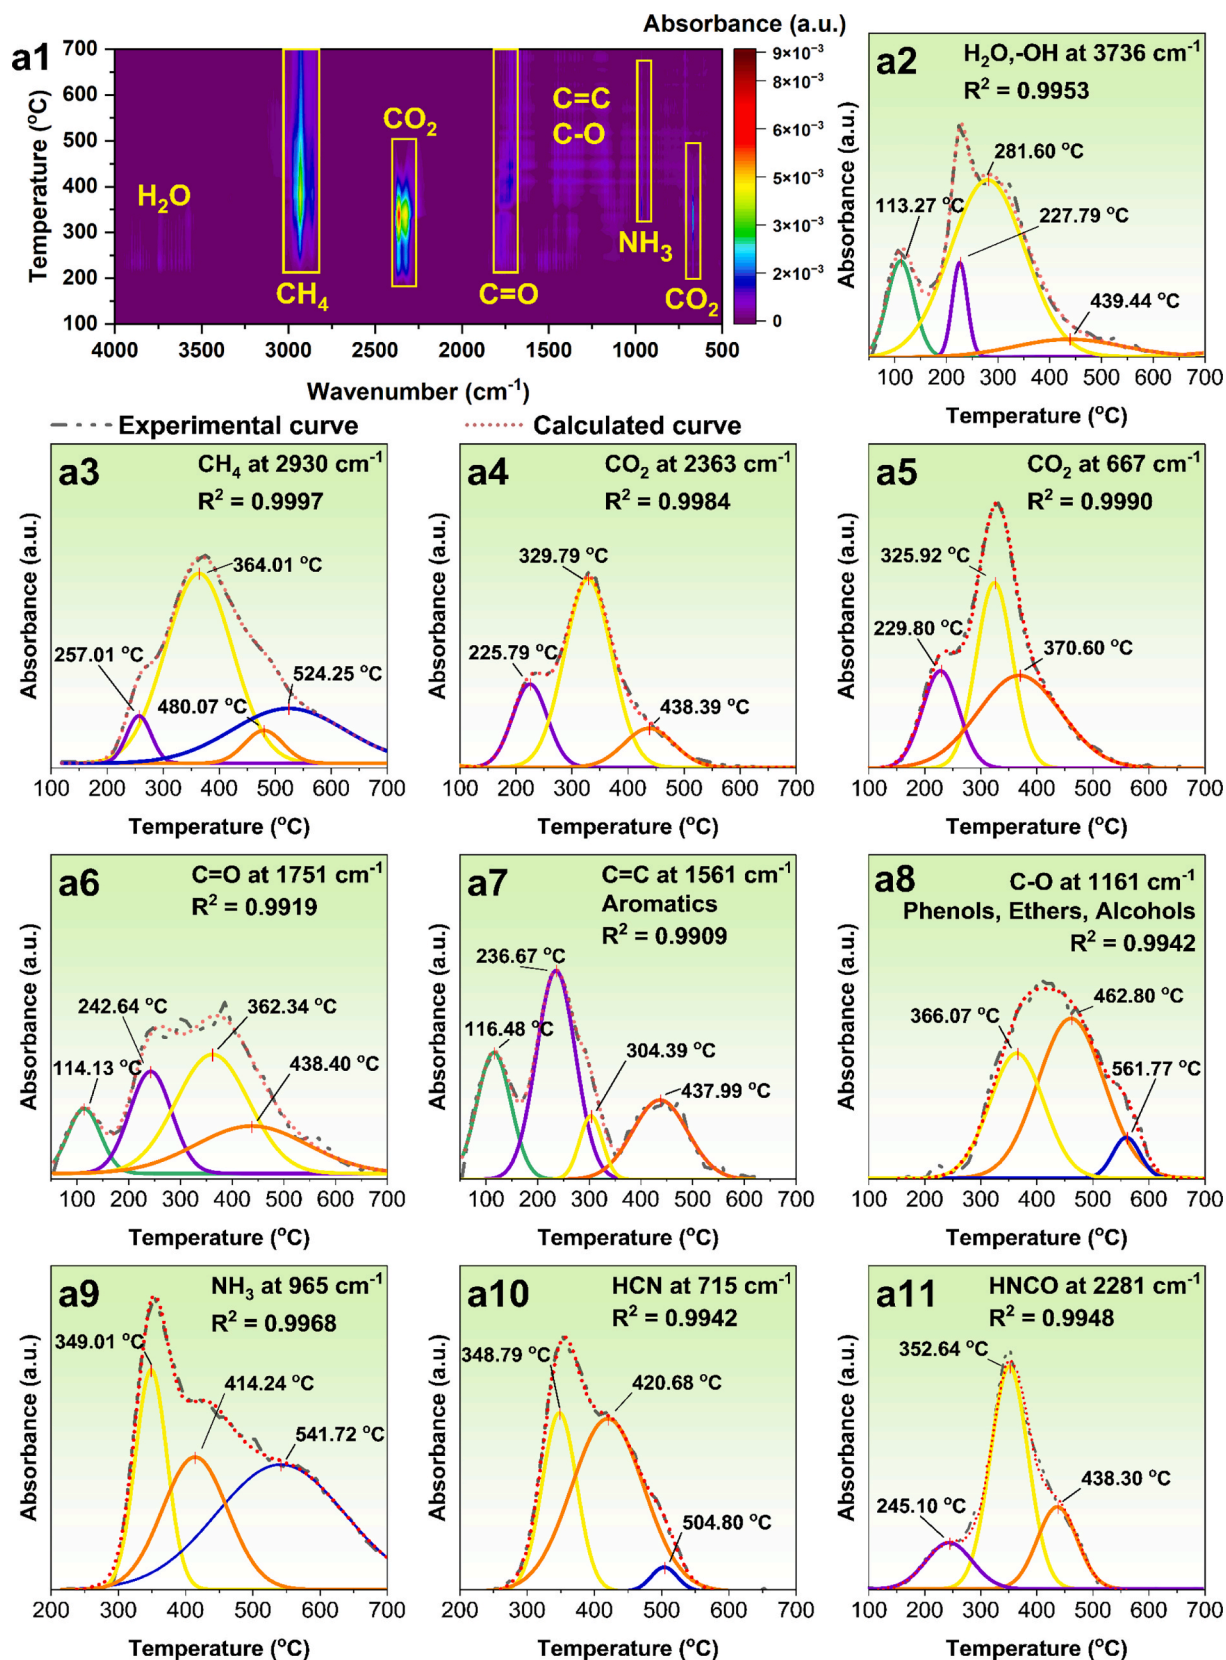 a1
Absorbance (a.u.)
9×10⁻³
8×10⁻³
6×10⁻³
5×10⁻³
3×10⁻³
2×10⁻³
0
Temperature (°C)
700
600
500
400
300
200
100
H₂O
CH₄
CO₂
C=O
C=C
C-O
NH₃
CO₂
4000 3500 3000 2500 2000 1500 1000 500
Wavenumber (cm⁻¹)
a2
H₂O,-OH at 3736 cm⁻¹
R² = 0.9953
281.60 °C
113.27 °C
227.79 °C
439.44 °C
Absorbance (a.u.)
100 200 300 400 500 600 700
Temperature (°C)
Experimental curve
Calculated curve
a3
CH₄ at 2930 cm⁻¹
R² = 0.9997
364.01 °C
257.01 °C
524.25 °C
480.07 °C
Absorbance (a.u.)
100 200 300 400 500 600 700
Temperature (°C)
a4
CO₂ at 2363 cm⁻¹
R² = 0.9984
329.79 °C
225.79 °C
438.39 °C
Absorbance (a.u.)
100 200 300 400 500 600 700
Temperature (°C)
a5
CO₂ at 667 cm⁻¹
R² = 0.9990
325.92 °C
229.80 °C
370.60 °C
Absorbance (a.u.)
100 200 300 400 500 600 700
Temperature (°C)
a6
C=O at 1751 cm⁻¹
R² = 0.9919
242.64 °C
362.34 °C
114.13 °C
438.40 °C
Absorbance (a.u.)
100 200 300 400 500 600 700
Temperature (°C)
a7
C=C at 1561 cm⁻¹
Aromatics
R² = 0.9909
236.67 °C
116.48 °C
304.39 °C
437.99 °C
Absorbance (a.u.)
100 200 300 400 500 600 700
Temperature (°C)
a8
C-O at 1161 cm⁻¹
Phenols, Ethers, Alcohols
R² = 0.9942
366.07 °C
462.80 °C
561.77 °C
Absorbance (a.u.)
100 200 300 400 500 600 700
Temperature (°C)
a9
NH₃ at 965 cm⁻¹
R² = 0.9968
349.01 °C
414.24 °C
541.72 °C
Absorbance (a.u.)
200 300 400 500 600 700
Temperature (°C)
a10
HCN at 715 cm⁻¹
R² = 0.9942
348.79 °C
420.68 °C
504.80 °C
Absorbance (a.u.)
200 300 400 500 600 700
Temperature (°C)
a11
HNCO at 2281 cm⁻¹
R² = 0.9948
352.64 °C
245.10 °C
438.30 °C
Absorbance (a.u.)
100 200 300 400 500 600 700
Temperature (°C)